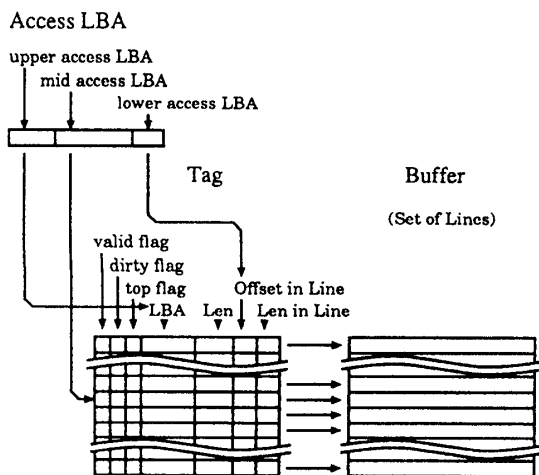 Access LBA
upper access LBA
mid access LBA
lower access LBA
Tag
Buffer
(Set of Lines)
valid flag
dirty flag
top flag
Offset in Line
LBA
Len
Len in Line